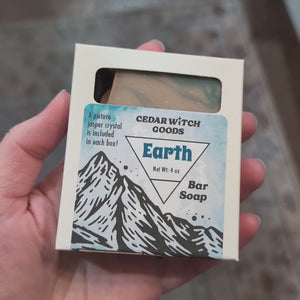 CEDAR WITCH
GOODS
A picture
jasper crystal
is included
in each box!
Earth
Net Wt. 4 oz
Bar
Soap